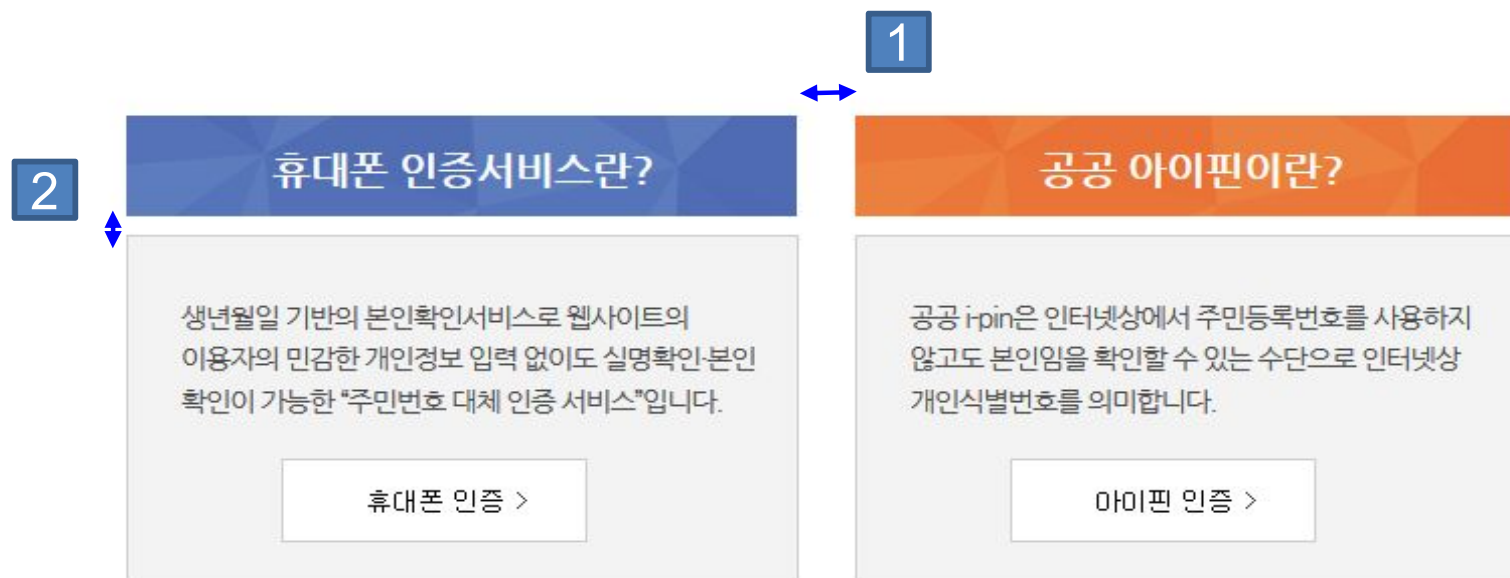 1
2
휴대폰 인증서비스란?
생년월일 기반의 본인확인서비스로 웹사이트의
이용자의 민감한 개인정보 입력 없이도 실명확인·본인
확인이 가능한 “주민번호 대체 인증 서비스”입니다.
휴대폰 인증 >
공공 아이핀이란?
공공 i-pin은 인터넷상에서 주민등록번호를 사용하지
않고도 본인임을 확인할 수 있는 수단으로 인터넷상
개인식별번호를 의미합니다.
아이핀 인증 >